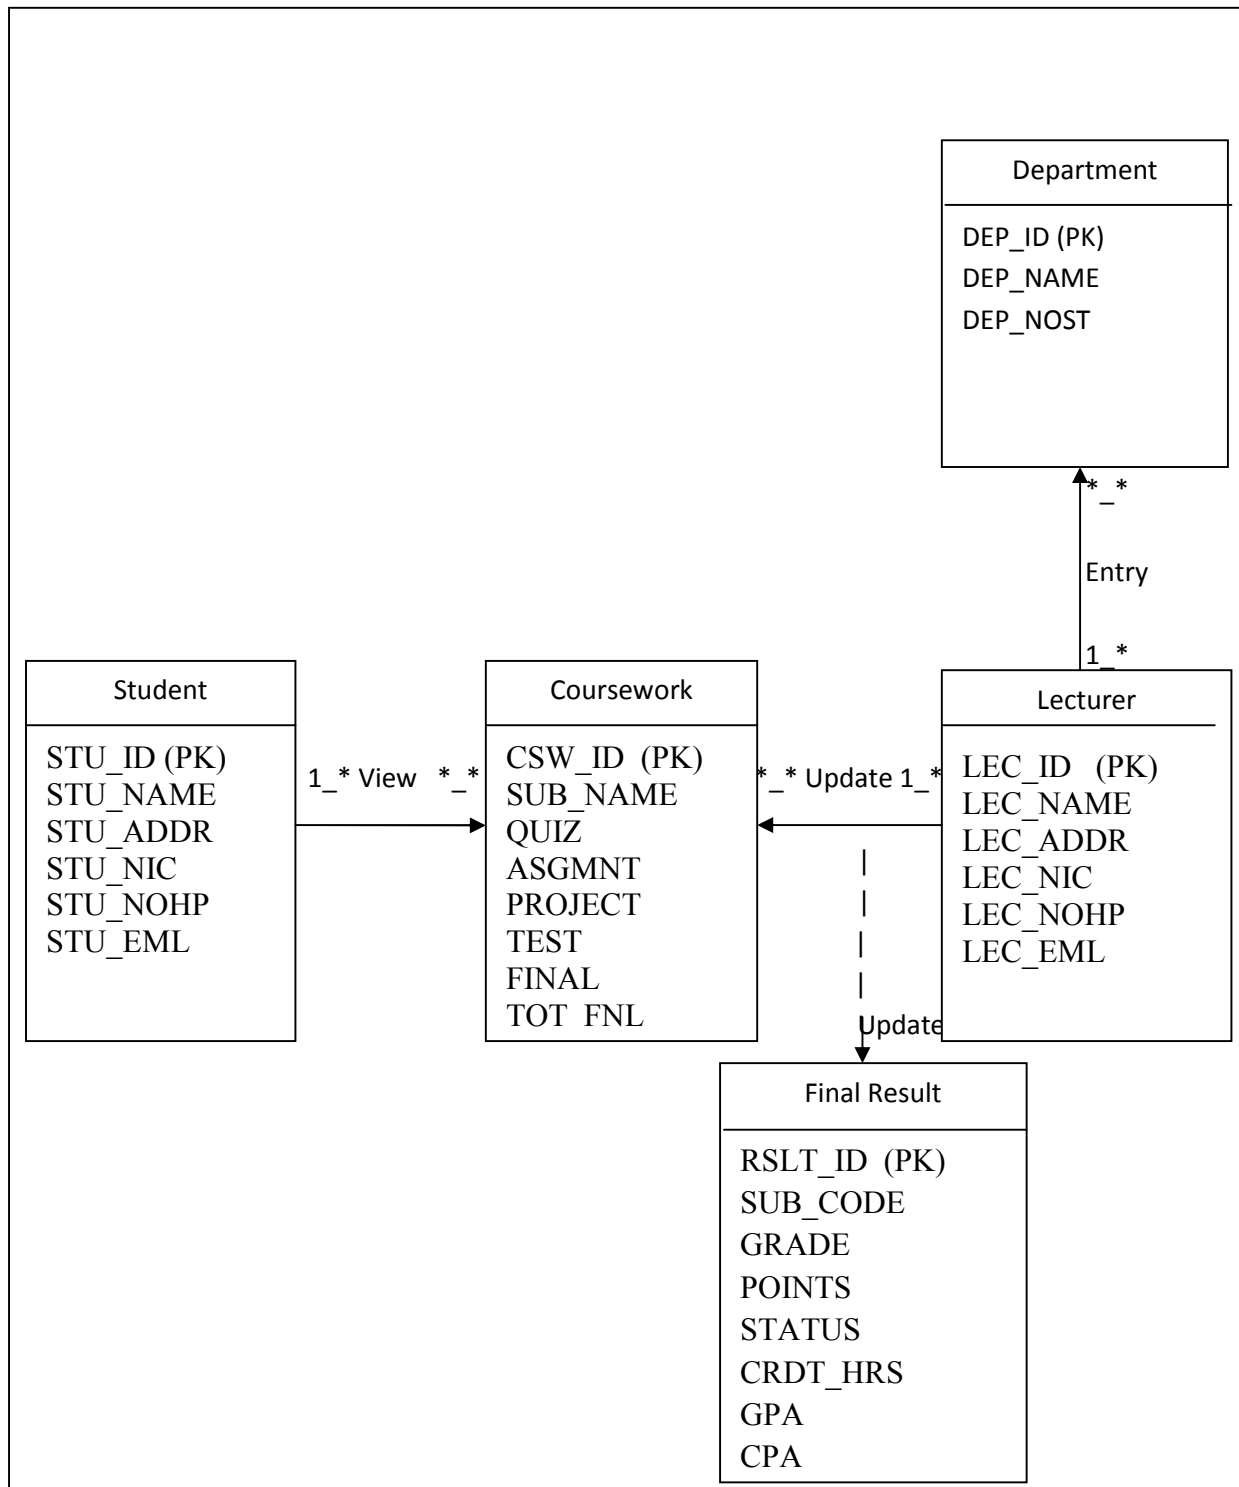 Department
DEP_ID (PK)
DEP_NAME
DEP_NOST
*_*
Entry
1_*
Student
STU_ID (PK)
STU_NAME
STU_ADDR
STU_NIC
STU_NOHP
STU_EML
1_* View *_*
Coursework
CSW_ID (PK)
SUB_NAME
QUIZ
ASGMNT
PROJECT
TEST
FINAL
TOT_FNL
*_* Update 1_*
Lecturer
LEC_ID (PK)
LEC_NAME
LEC_ADDR
LEC_NIC
LEC_NOHP
LEC_EML
Update
Final Result
RSLT_ID (PK)
SUB_CODE
GRADE
POINTS
STATUS
CRDT_HRS
GPA
CPA